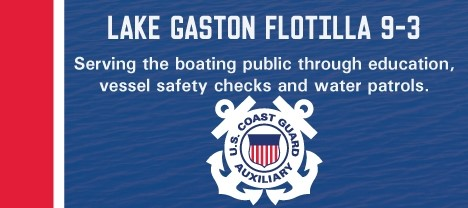 LAKE GASTON FLOTILLA 9-3
Serving the boating public through education,
vessel safety checks and water patrols.
U.S. COAST GUARD
AUXILIARY